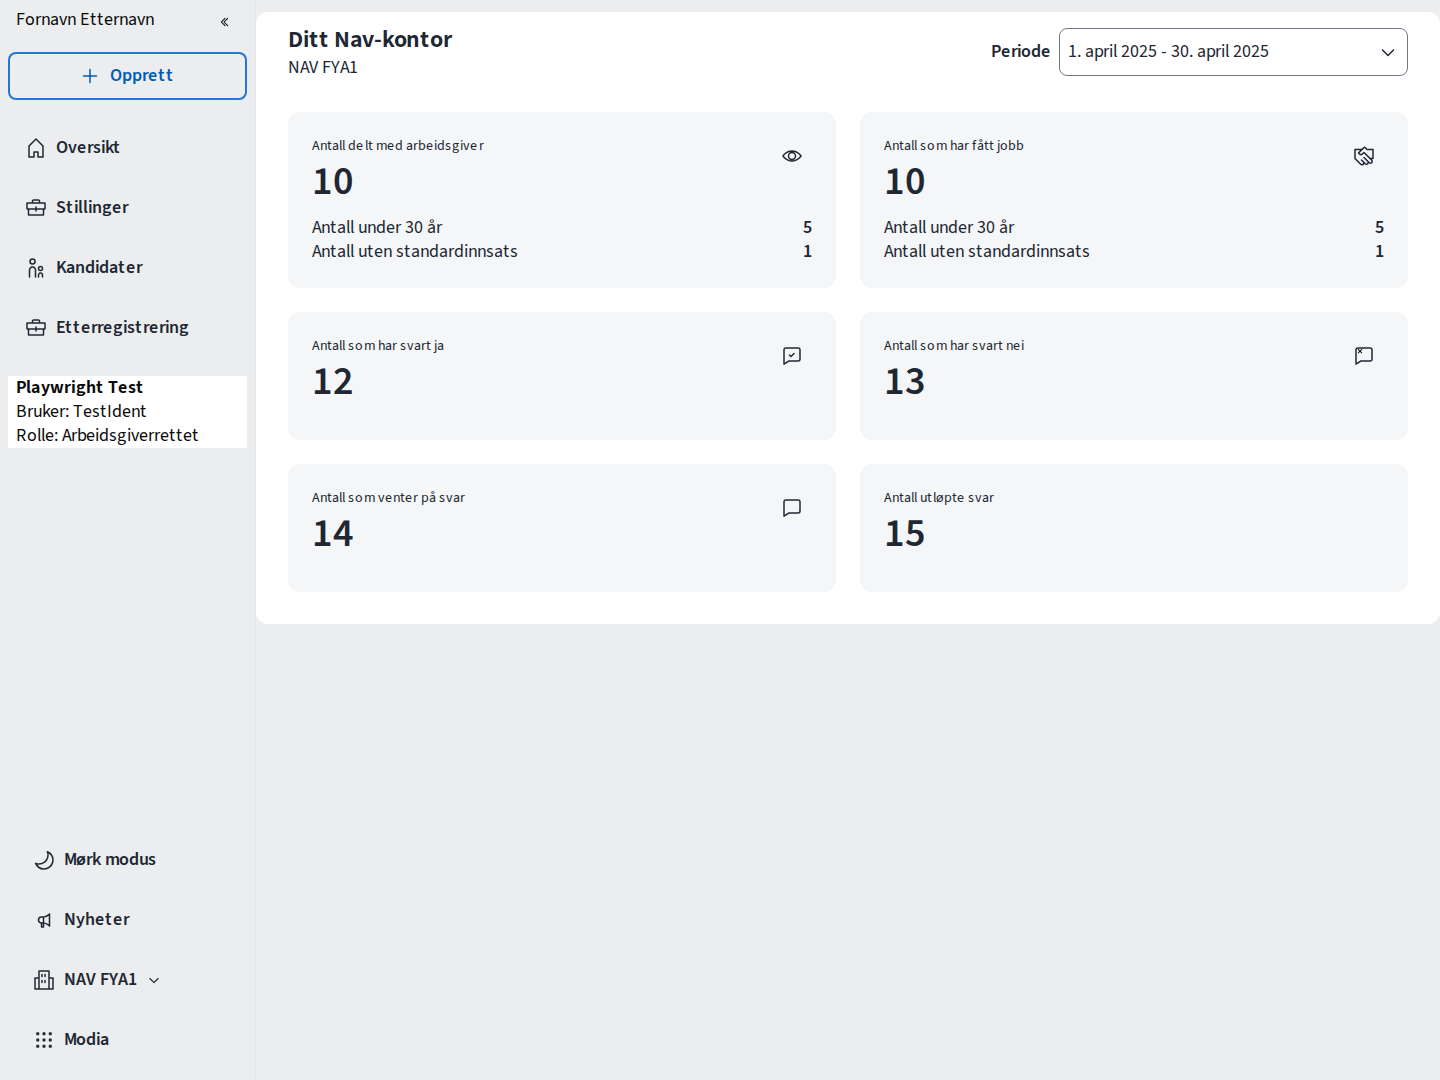 Fornavn Etternavn
Opprett
Oversikt
Stillinger
Kandidater
Etterregistrering
Playwright Test
Bruker: TestIdent
Rolle: Arbeidsgiverrettet
Mørk modus
Nyheter
NAV FYA1
Modia
Ditt Nav-kontor
NAV FYA1
Periode
1. april 2025 - 30. april 2025
Antall delt med arbeidsgiver
10
Antall under 30 år 5
Antall uten standardinnsats 1
Antall som har fått jobb
10
Antall under 30 år 5
Antall uten standardinnsats 1
Antall som har svart ja
12
Antall som har svart nei
13
Antall som venter på svar
14
Antall utløpte svar
15